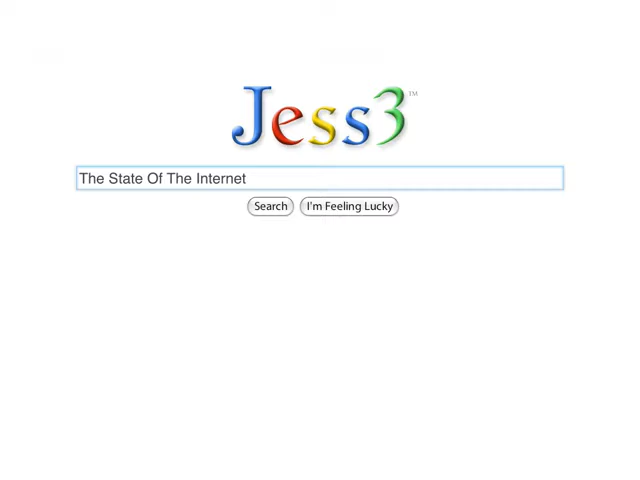 Jess3™
The State Of The Internet
Search I'm Feeling Lucky